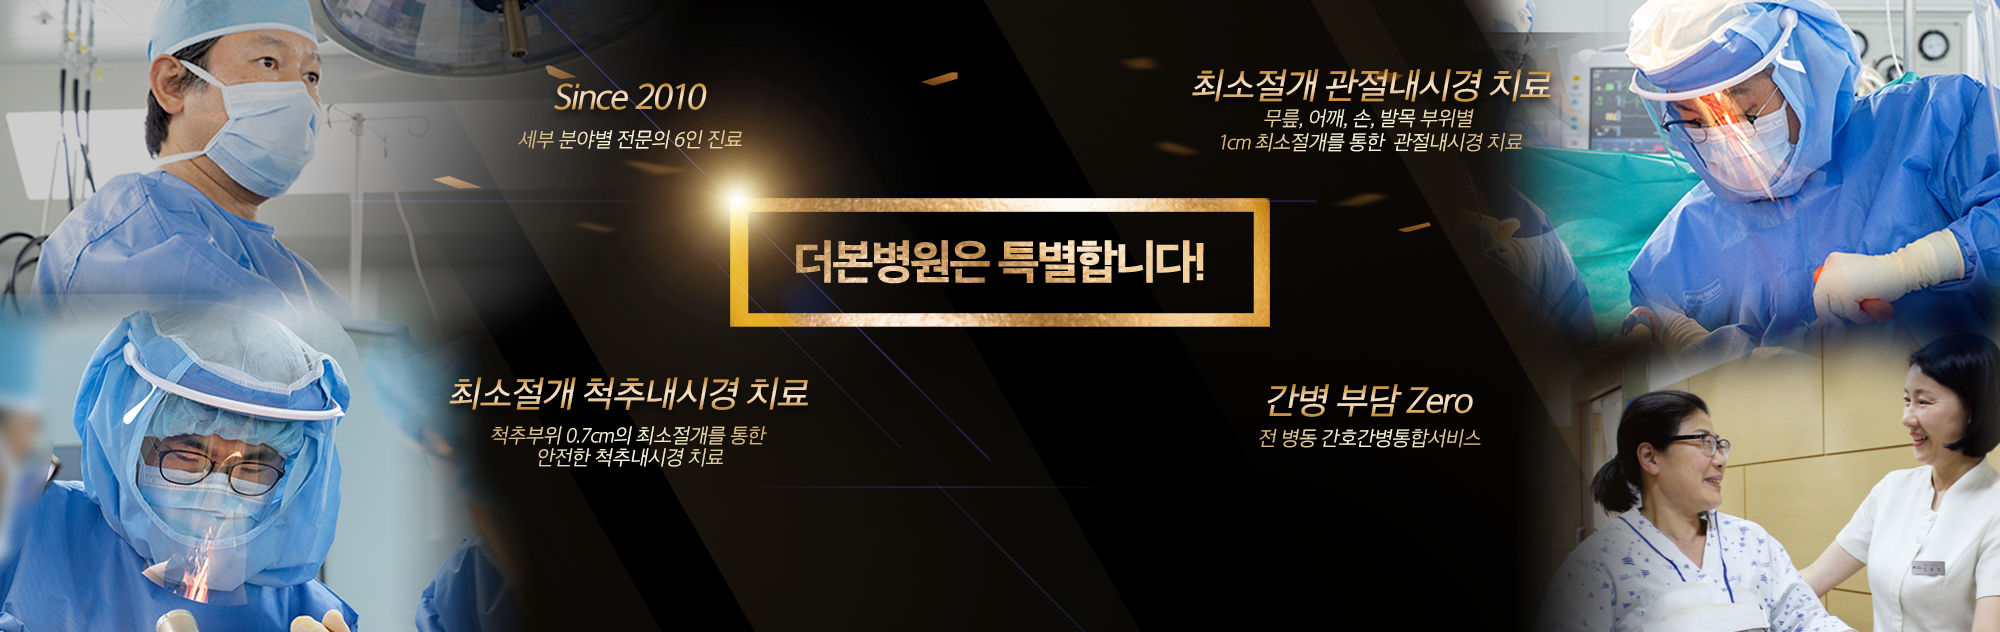 Since 2010
세부 분야별 전문의 6인 진료
최소절개 관절내시경 치료
무릎, 어깨, 손, 발목 부위별
1cm 최소절개를 통한 관절내시경 치료
더본병원은 특별합니다!
최소절개 척추내시경 치료
척추부위 0.7cm의 최소절개를 통한
안전한 척추내시경 치료
간병 부담 Zero
전 병동 간호간병통합서비스